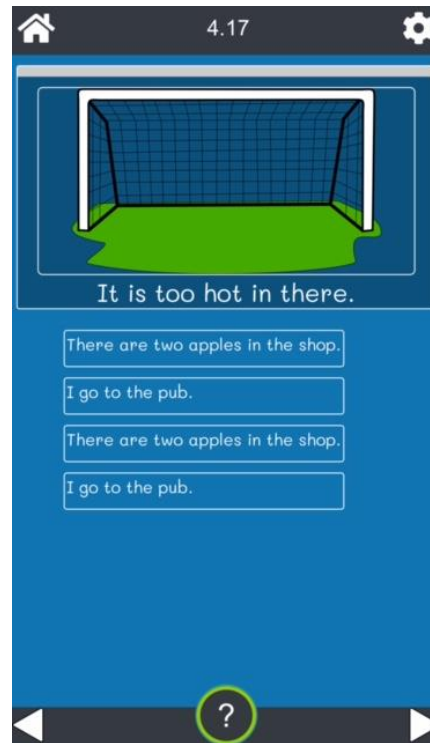 4.17
It is too hot in there.
There are two apples in the shop.
I go to the pub.
There are two apples in the shop.
I go to the pub.
?